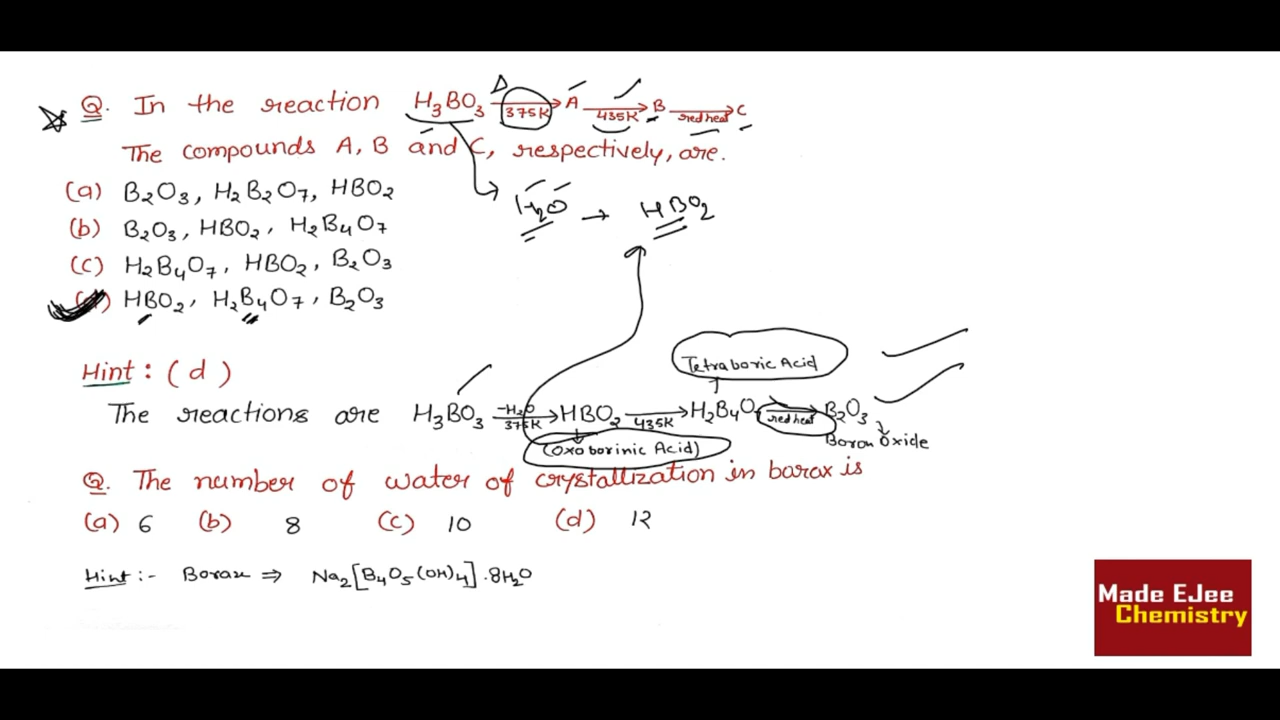 Q. In the reaction H₃BO₃ —Δ/375K→ A —435K→ B —red heat→ C
The compounds A, B and C, respectively, are.
(a) B₂O₃, H₂B₂O₇, HBO₂
(b) B₂O₃, HBO₂, H₂B₄O₇
(c) H₂B₄O₇, HBO₂, B₂O₃
HBO₂, H₂B₄O₇, B₂O₃
H₂O → HBO₂
Hint : (d)
Tetraboric Acid
The reactions are H₃BO₃ —-H₂O/375K→ HBO₂ —435K→ H₂B₄O₇ —red heat→ B₂O₃
(Oxoborinic Acid)
Boron Oxide
Q. The number of water of crystallization in borax is
(a) 6 (b) 8 (c) 10 (d) 12
Hint :- Borax ⇒ Na₂[B₄O₅(OH)₄].8H₂O
Made EJee
Chemistry